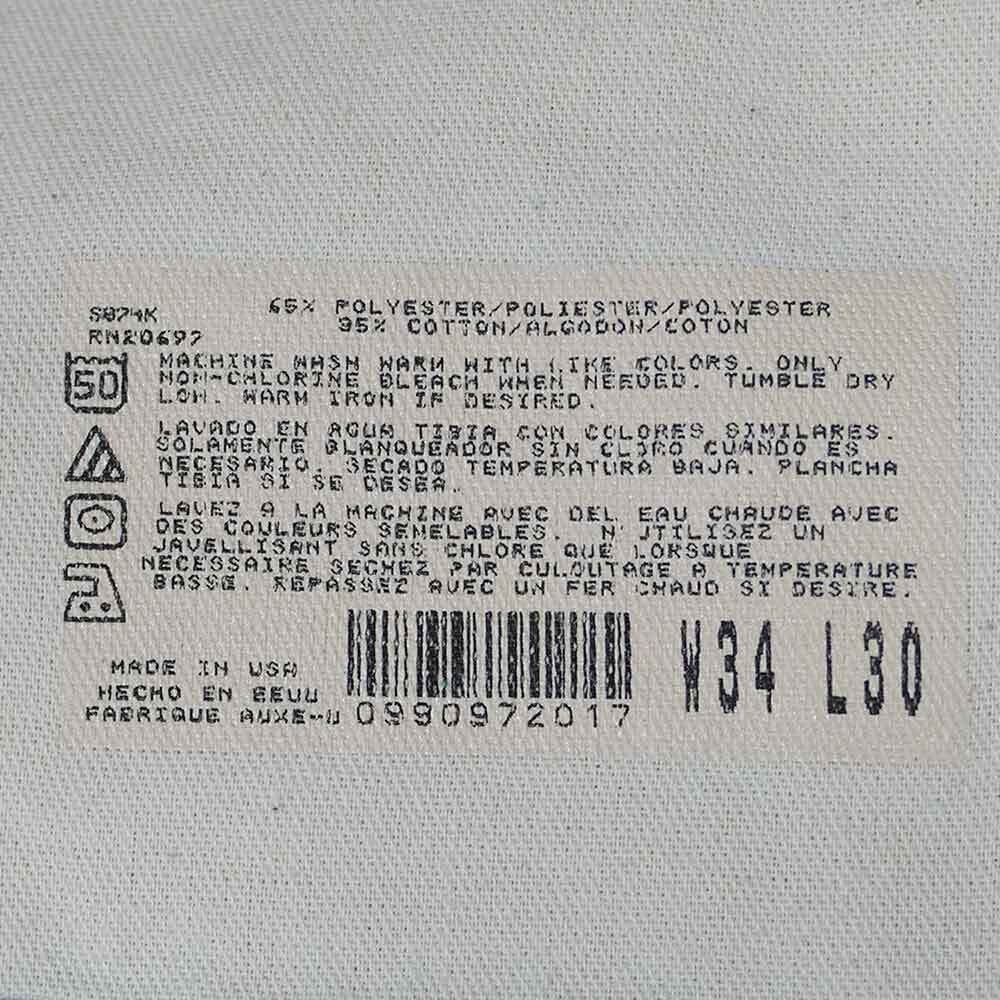 S874K
RN20697
65% POLYESTER/POLIESTER/POLYESTER
35% COTTON/ALGODON/COTON
50
MACHINE WASH WARM WITH LIKE COLORS. ONLY
NON-CHLORINE BLEACH WHEN NEEDED. TUMBLE DRY
LOW. WARM IRON IF DESIRED.
LAVADO EN AGUA TIBIA CON COLORES SIMILARES.
SOLAMENTE BLANQUEADOR SIN CLORO CUANDO ES
NECESARIO. SECADO TEMPERATURA BAJA. PLANCHA
TIBIA SI SE DESEA.
LAVEZ A LA MACHINE AVEC DEL EAU CHAUDE AVEC
DES COULEURS SEMELABLES. N'UTILISEZ UN
JAVELLISANT SANS CHLORE QUE LORSQUE
NECESSAIRE SECHEZ PAR CULOUTAGE A TEMPERATURE
BASSE. REPASSEZ AVEC UN FER CHAUD SI DESIRE.
MADE IN USA
HECHO EN EEUU
FABRIQUE AUX E-U
0990972017
W34 L30